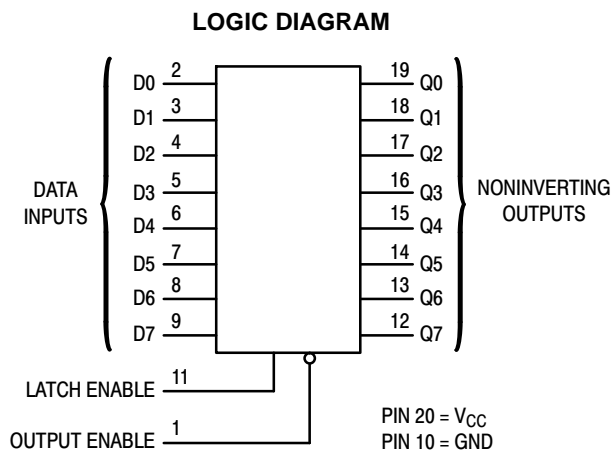 LOGIC DIAGRAM
D0 2 19 Q0
D1 3 18 Q1
D2 4 17 Q2
D3 5 16 Q3
D4 6 15 Q4
D5 7 14 Q5
D6 8 13 Q6
D7 9 12 Q7
DATA
INPUTS
NONINVERTING
OUTPUTS
LATCH ENABLE 11
OUTPUT ENABLE 1
PIN 20 = VCC
PIN 10 = GND